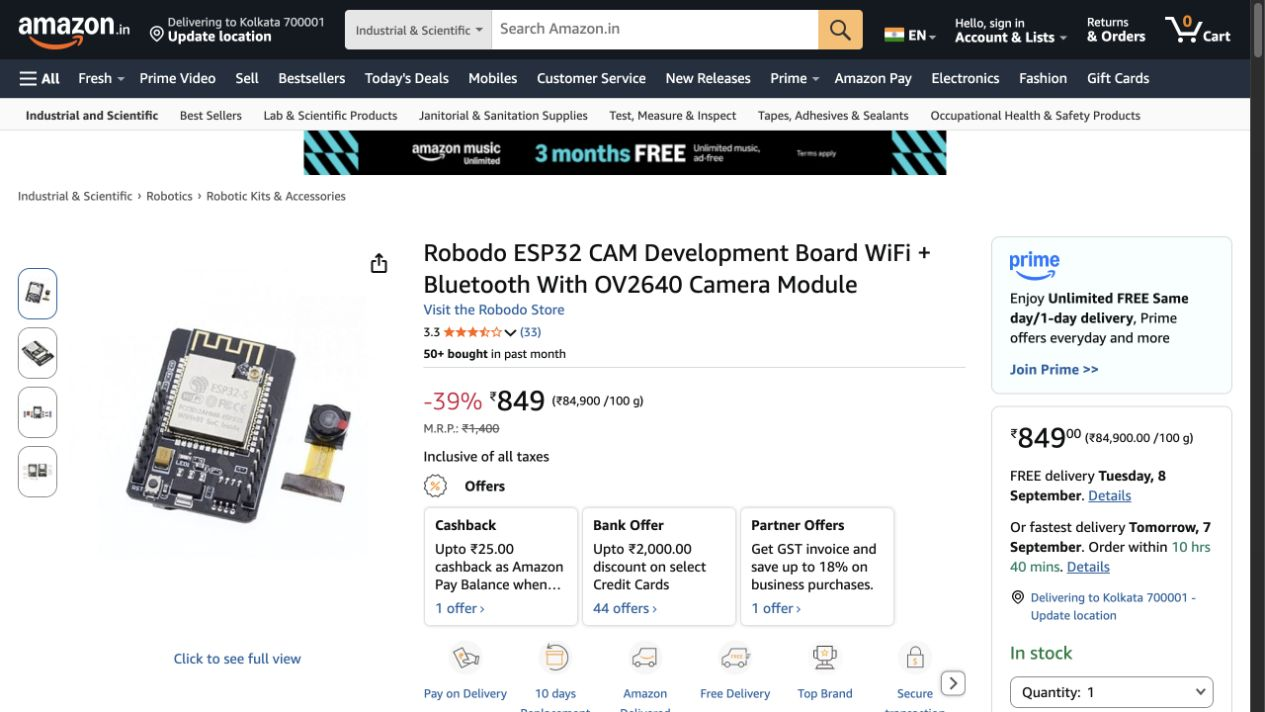 amazon.in
Delivering to Kolkata 700001
Update location
Industrial & Scientific
Search Amazon.in
EN
Hello, sign in
Account & Lists
Returns
& Orders
0
Cart
All
Fresh
Prime Video
Sell
Bestsellers
Today's Deals
Mobiles
Customer Service
New Releases
Prime
Amazon Pay
Electronics
Fashion
Gift Cards
Industrial and Scientific
Best Sellers
Lab & Scientific Products
Janitorial & Sanitation Supplies
Test, Measure & Inspect
Tapes, Adhesives & Sealants
Occupational Health & Safety Products
amazon music
Unlimited
3 months FREE
Unlimited music,
ad-free
Terms apply
Industrial & Scientific › Robotics › Robotic Kits & Accessories
ESP32-S
Click to see full view
Robodo ESP32 CAM Development Board WiFi +
Bluetooth With OV2640 Camera Module
Visit the Robodo Store
3.3
(33)
50+ bought in past month
-39% ₹849 (₹84,900 /100 g)
M.R.P.: ₹1,400
Inclusive of all taxes
Offers
Cashback
Upto ₹25.00
cashback as Amazon
Pay Balance when…
1 offer ›
Bank Offer
Upto ₹2,000.00
discount on select
Credit Cards
44 offers ›
Partner Offers
Get GST invoice and
save up to 18% on
business purchases.
1 offer ›
FREE
Pay on Delivery
10 days
Replacement
Amazon
Delivered
Free Delivery
Top Brand
Secure
transaction
prime
Enjoy Unlimited FREE Same
day/1-day delivery, Prime
offers everyday and more
Join Prime >>
₹849⁰⁰ (₹84,900.00 /100 g)
FREE delivery Tuesday, 8
September. Details
Or fastest delivery Tomorrow, 7
September. Order within 10 hrs
40 mins. Details
Delivering to Kolkata 700001 -
Update location
In stock
Quantity: 1